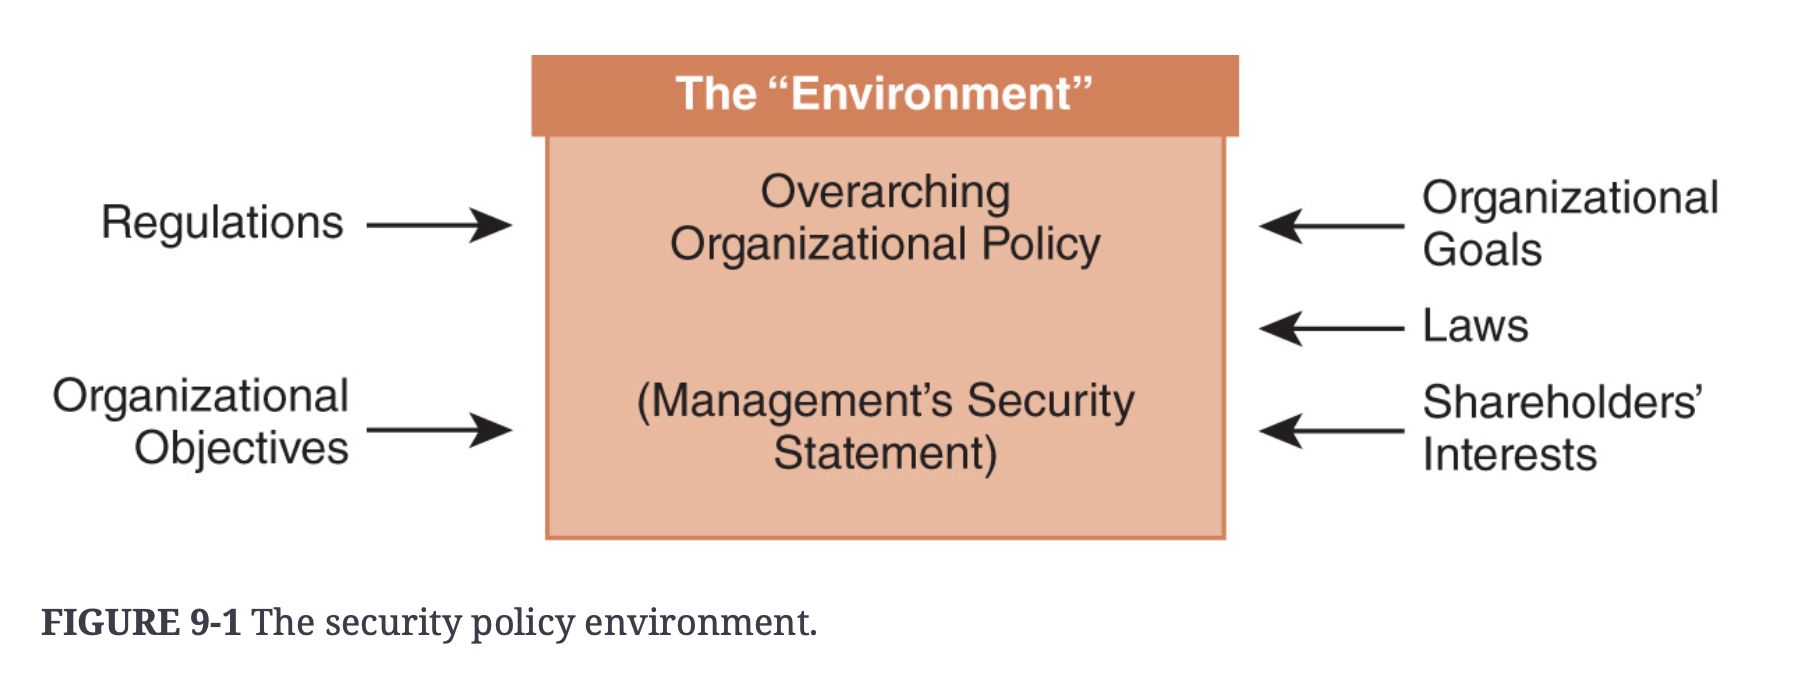 The “Environment”
Regulations
Organizational
Objectives
Overarching
Organizational Policy
(Management’s Security
Statement)
Organizational
Goals
Laws
Shareholders’
Interests
FIGURE 9-1 The security policy environment.